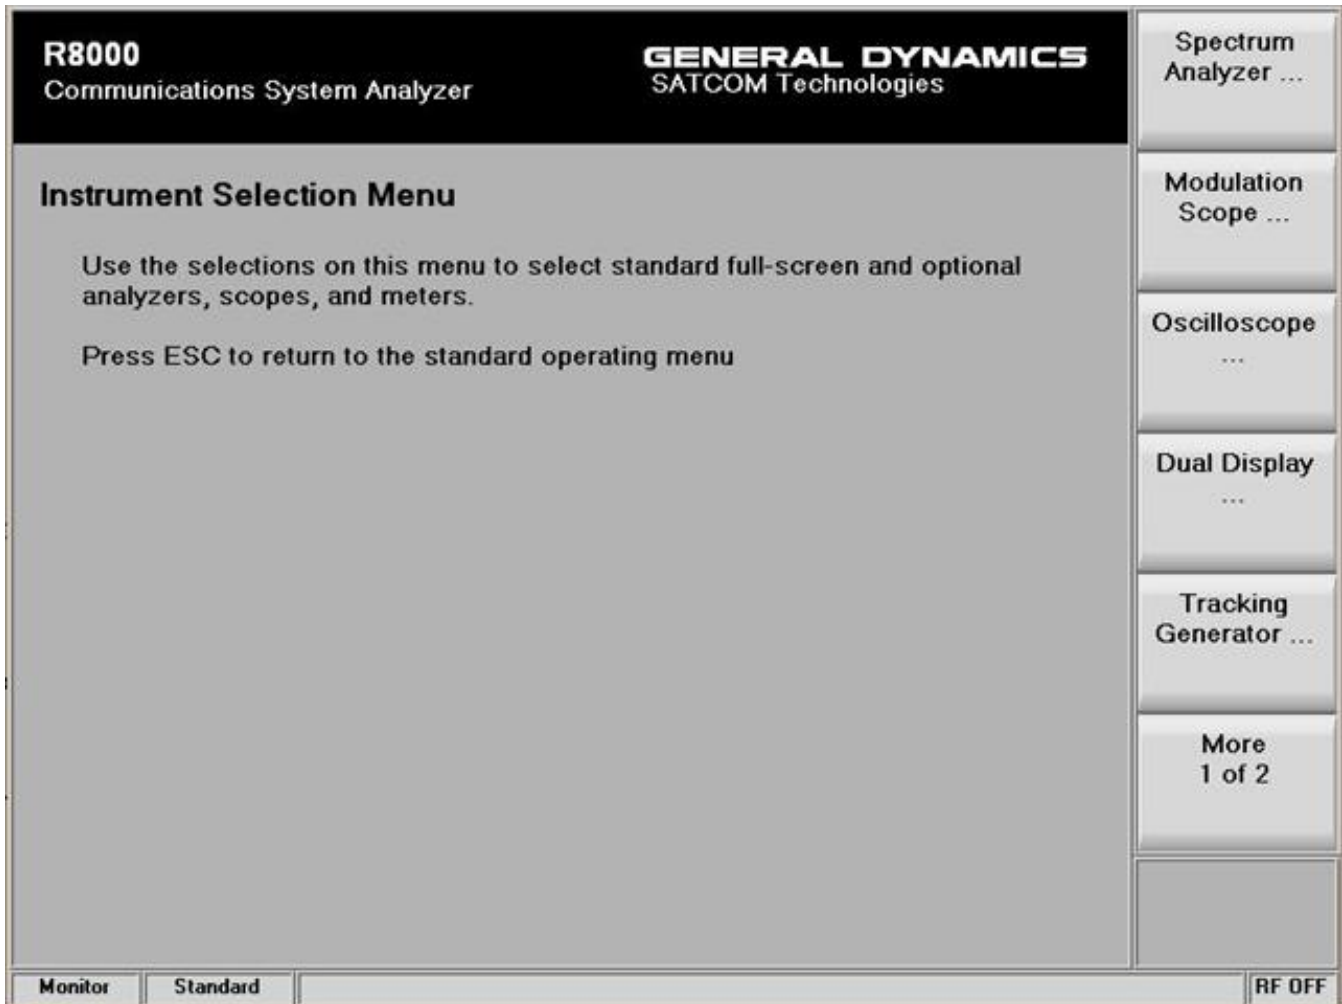 R8000
Communications System Analyzer
GENERAL DYNAMICS
SATCOM Technologies
Instrument Selection Menu
Use the selections on this menu to select standard full-screen and optional
analyzers, scopes, and meters.
Press ESC to return to the standard operating menu
Spectrum
Analyzer ...
Modulation
Scope ...
Oscilloscope
...
Dual Display
...
Tracking
Generator ...
More
1 of 2
Monitor
Standard
RF OFF